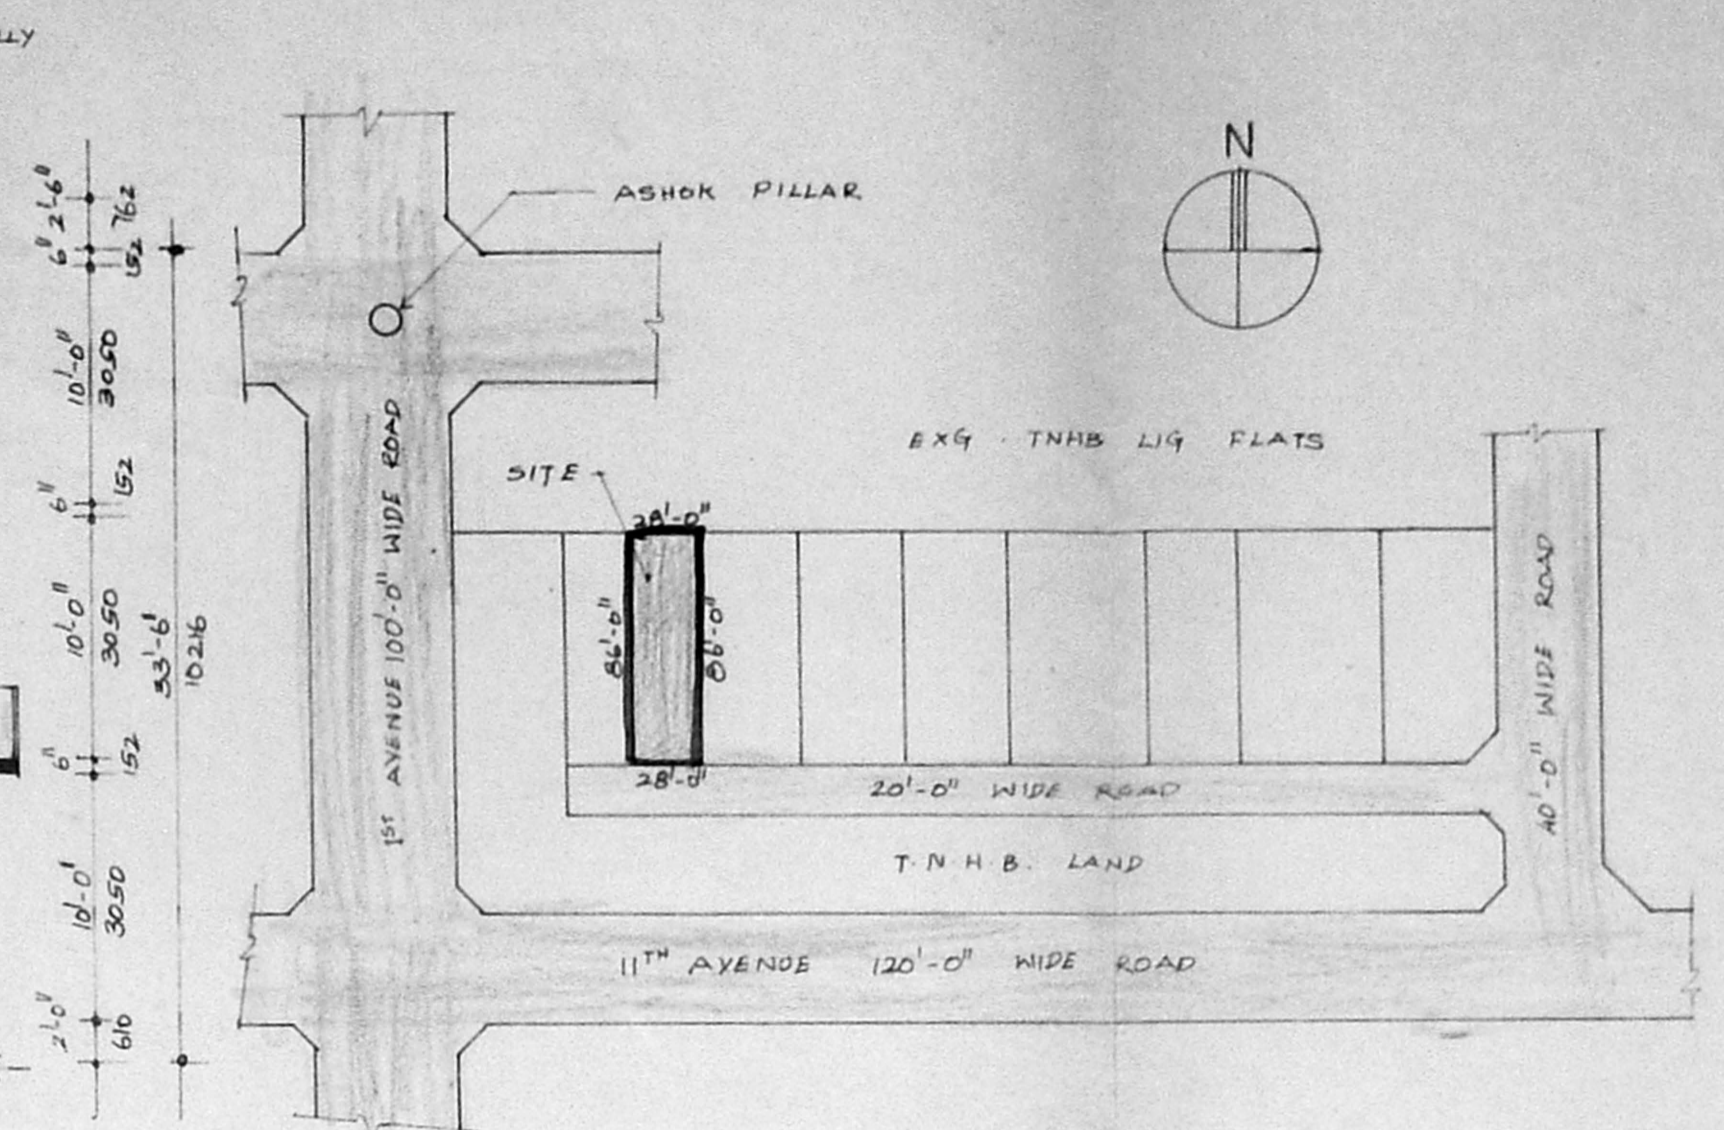 LLY
N
ASHOK PILLAR
EXG. TNHB LIG FLATS
SITE
28'-0"
86'-0"
86'-0"
28'-0"
20'-0" WIDE ROAD
T.N.H.B. LAND
11TH AVENUE 120'-0" WIDE ROAD
1ST AVENUE 100'-0" WIDE ROAD
40'-0" WIDE ROAD
2'-6"
762
6"
152
10'-0"
3050
6"
152
10'-0"
3050
33'-6'
10216
6"
152
10'-0'
3050
2'-0"
610